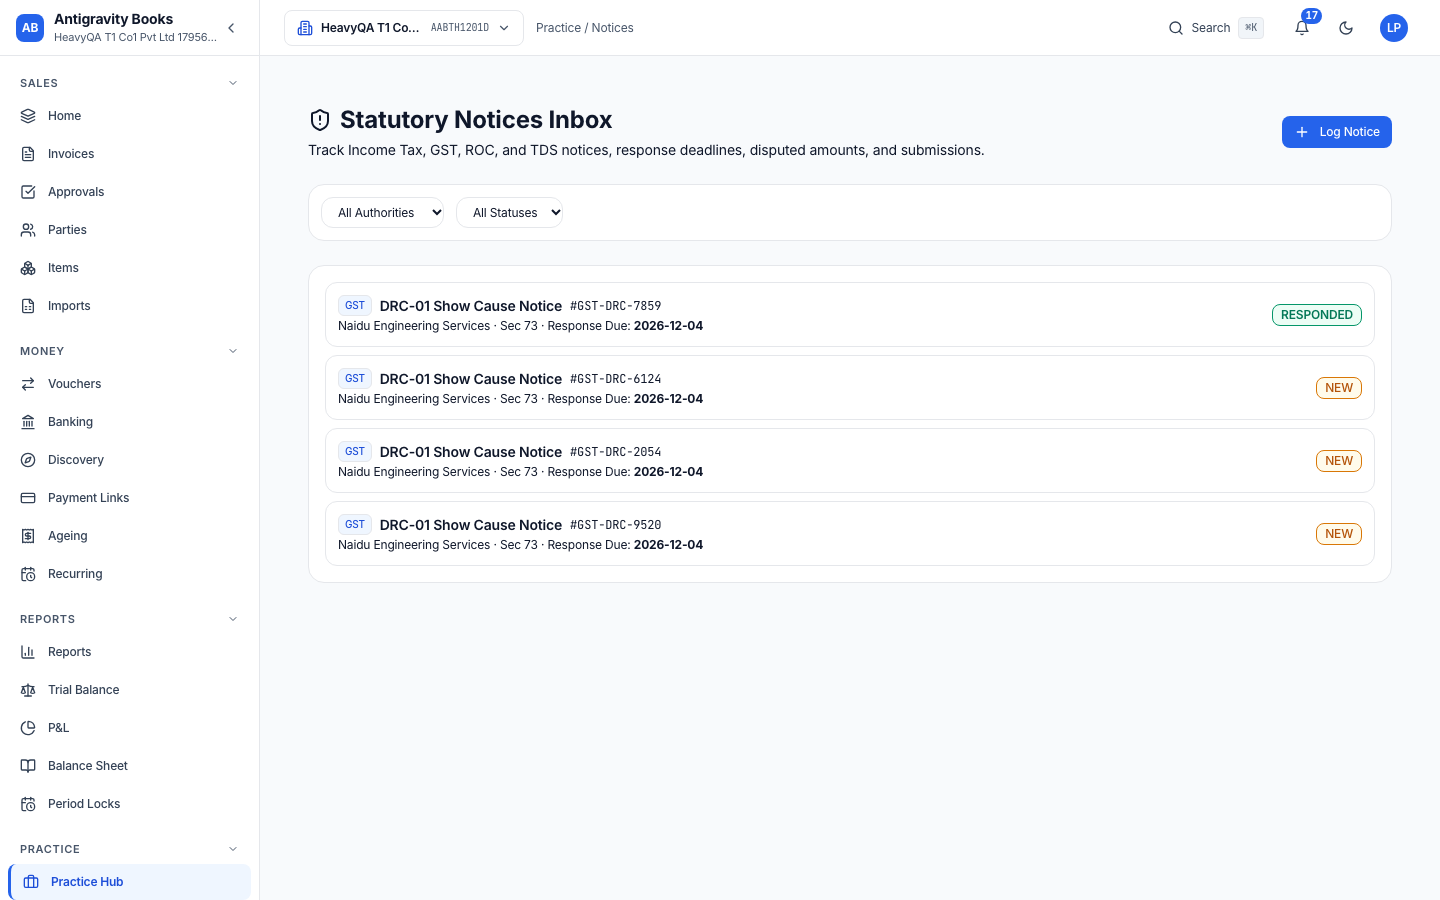 AB
Antigravity Books
HeavyQA T1 Co1 Pvt Ltd 17956...
SALES
Home
Invoices
Approvals
Parties
Items
Imports
MONEY
Vouchers
Banking
Discovery
Payment Links
Ageing
Recurring
REPORTS
Reports
Trial Balance
P&L
Balance Sheet
Period Locks
PRACTICE
Practice Hub
HeavyQA T1 Co... AABTH1201D
Practice / Notices
Search ⌘K
17
LP
Statutory Notices Inbox
Track Income Tax, GST, ROC, and TDS notices, response deadlines, disputed amounts, and submissions.
Log Notice
All Authorities
All Statuses
GST DRC-01 Show Cause Notice #GST-DRC-7859
Naidu Engineering Services · Sec 73 · Response Due: 2026-12-04
RESPONDED
GST DRC-01 Show Cause Notice #GST-DRC-6124
Naidu Engineering Services · Sec 73 · Response Due: 2026-12-04
NEW
GST DRC-01 Show Cause Notice #GST-DRC-2054
Naidu Engineering Services · Sec 73 · Response Due: 2026-12-04
NEW
GST DRC-01 Show Cause Notice #GST-DRC-9520
Naidu Engineering Services · Sec 73 · Response Due: 2026-12-04
NEW